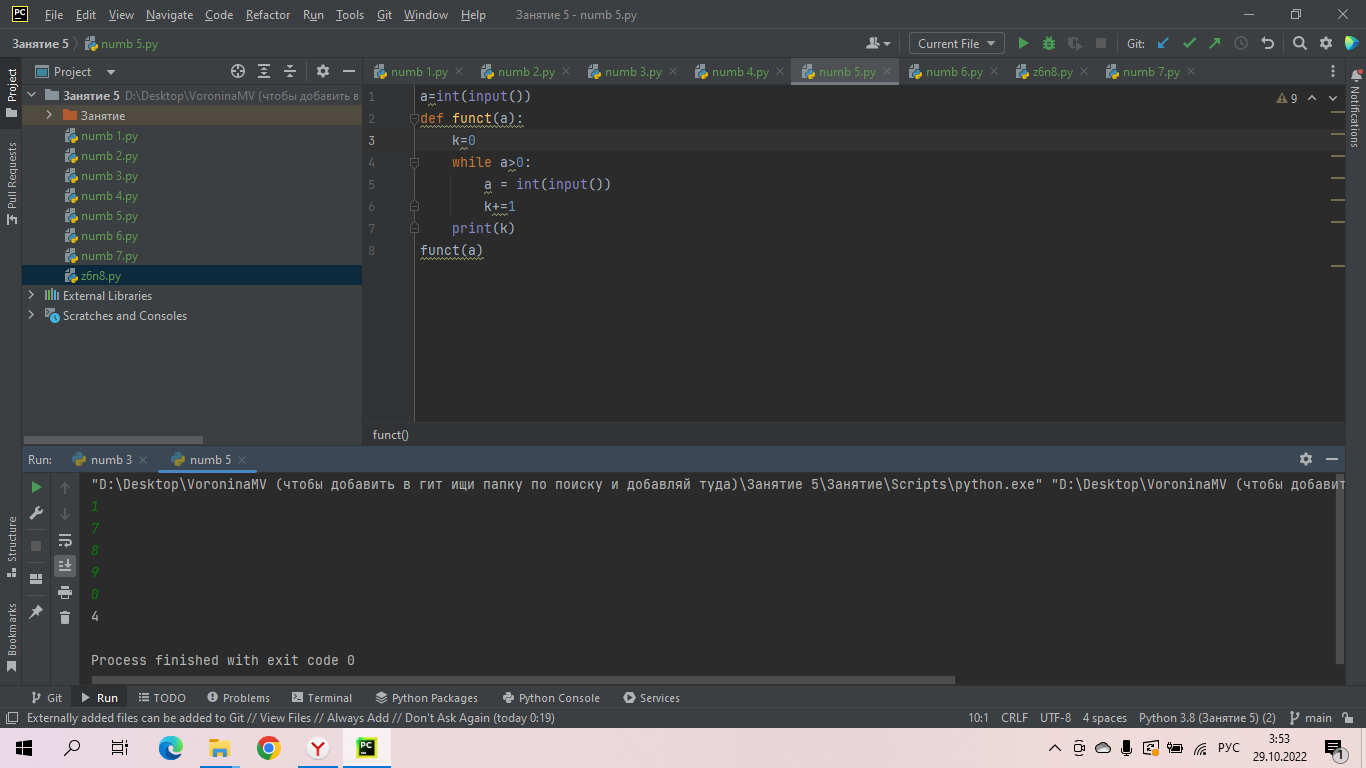 PC File Edit View Navigate Code Refactor Run Tools Git Window Help Занятие 5 - numb 5.py
Занятие 5 numb 5.py Current File Git:
Project
numb 1.py numb 2.py numb 3.py numb 4.py numb 5.py numb 6.py z6n8.py numb 7.py
Project
Pull Requests
Notifications
Занятие 5 D:\Desktop\VoroninaMV (чтобы добавить в
Занятие
numb 1.py
numb 2.py
numb 3.py
numb 4.py
numb 5.py
numb 6.py
numb 7.py
z6n8.py
External Libraries
Scratches and Consoles
9
1 a=int(input())
2 def funct(a):
3 k=0
4 while a>0:
5 a = int(input())
6 k+=1
7 print(k)
8 funct(a)
funct()
Run: numb 3 numb 5
"D:\Desktop\VoroninaMV (чтобы добавить в гит ищи папку по поиску и добавляй туда)\Занятие 5\Занятие\Scripts\python.exe" "D:\Desktop\VoroninaMV (чтобы добавит
1
7
8
9
0
4
Process finished with exit code 0
Structure
Bookmarks
Git Run TODO Problems Terminal Python Packages Python Console Services
Externally added files can be added to Git // View Files // Always Add // Don't Ask Again (today 0:19) 10:1 CRLF UTF-8 4 spaces Python 3.8 (Занятие 5) (2) main
Y PC РУС 3:53
29.10.2022 1